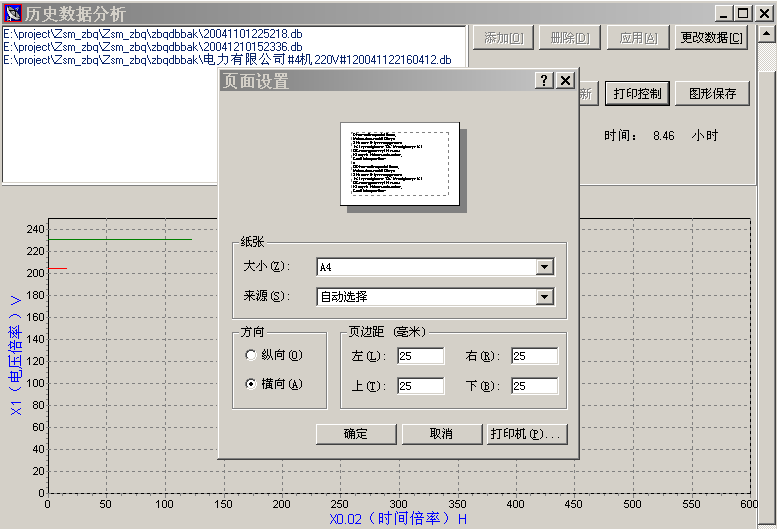 历史数据分析
E:\project\Zsm_zbq\Zsm_zbq\zbqdbbak\20041101225218.db
E:\project\Zsm_zbq\Zsm_zbq\zbqdbbak\20041210152336.db
E:\project\Zsm_zbq\Zsm_zbq\zbqdbbak\电力有限公司#4机220V#120041122160412.db
添加[O] 删除[D] 应用[A] 更改数据[C]
新 打印控制 图形保存
时间: 8.46 小时
页面设置
纸张
大小(Z): A4
来源(S): 自动选择
方向
纵向(O)
横向(A)
页边距 (毫米)
左(L): 25 右(R): 25
上(T): 25 下(B): 25
确定 取消 打印机(P)...
X1(电压倍率)V
240
220
200
180
160
140
120
100
80
60
40
20
0
0 50 100 150 200 250 300 350 400 450 500 550 600
X0.02(时间倍率)H